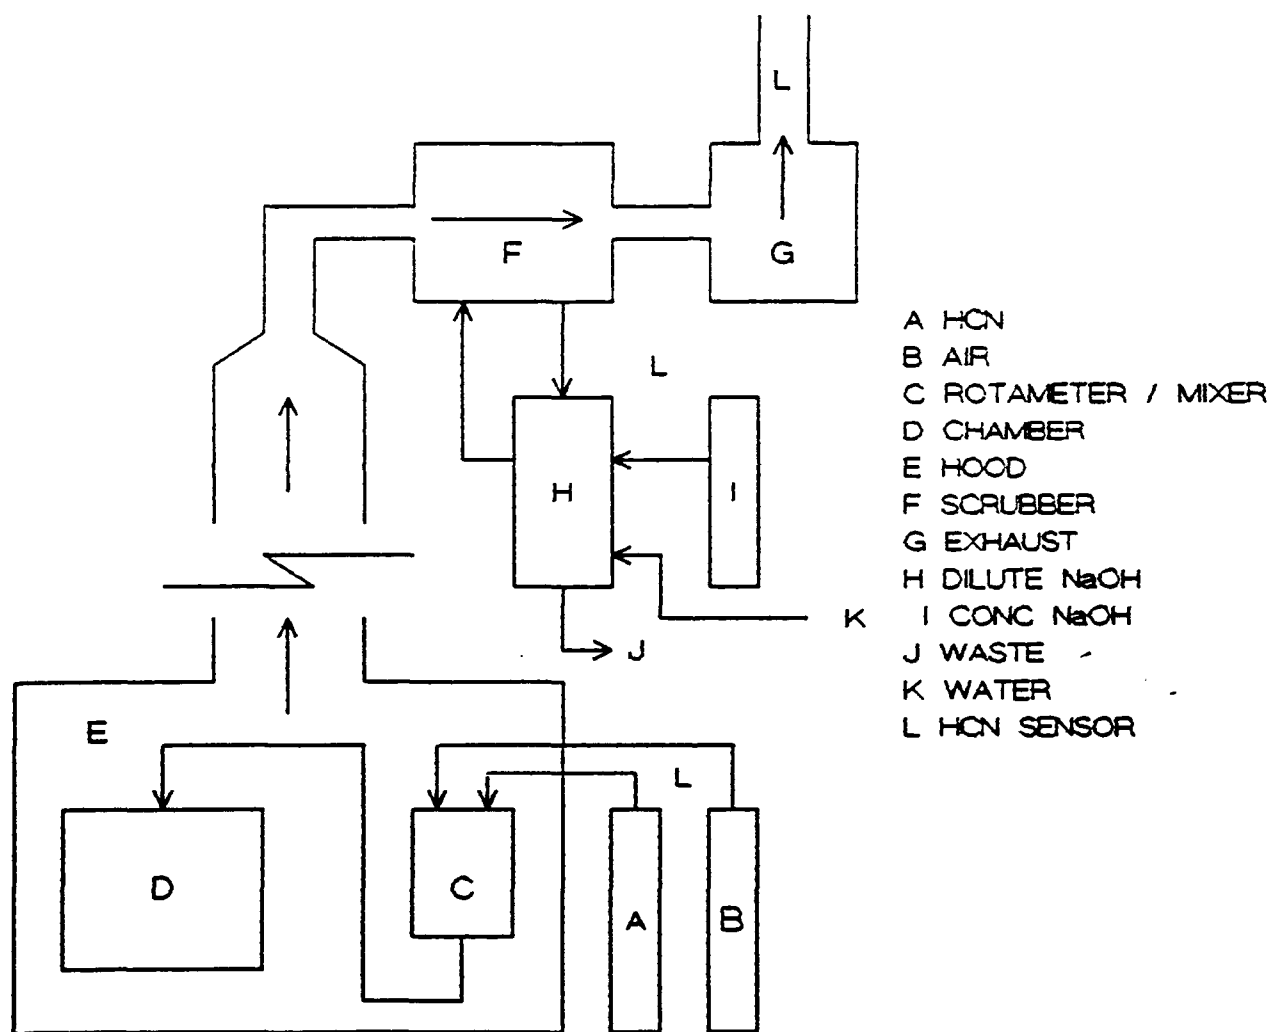 L
F
G
L
H
I
K
J
E
L
D
C
A
B
A HCN
B AIR
C ROTAMETER / MIXER
D CHAMBER
E HOOD
F SCRUBBER
G EXHAUST
H DILUTE NaOH
I CONC NaOH
J WASTE
K WATER
L HCN SENSOR